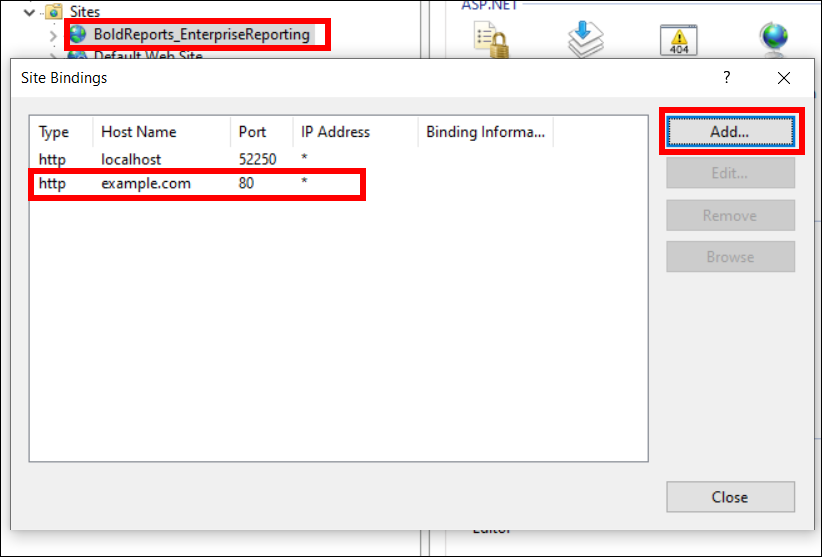 Sites
ASP.NET
BoldReports_EnterpriseReporting
Default Web Site
404
Site Bindings
?
Type Host Name Port IP Address Binding Informa...
http localhost 52250 *
http example.com 80 *
Add...
Edit...
Remove
Browse
Close
Editor